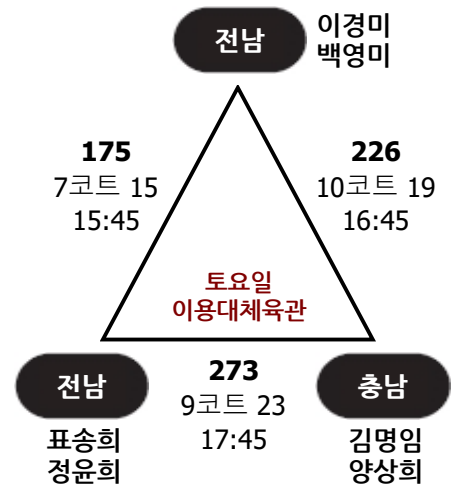 전남
이경미
백영미
175
7코트 15
15:45
226
10코트 19
16:45
토요일
이용대체육관
전남
표송희
정윤희
273
9코트 23
17:45
충남
김명임
양상희